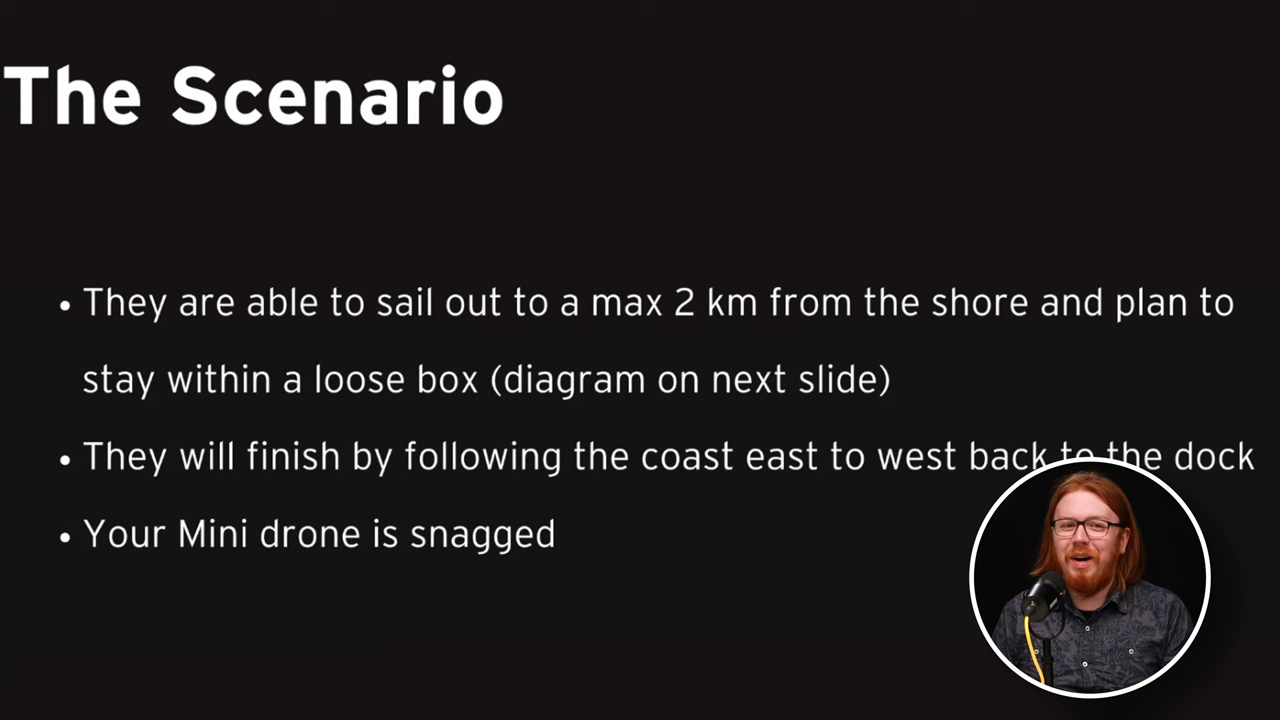 The Scenario
• They are able to sail out to a max 2 km from the shore and plan to
stay within a loose box (diagram on next slide)
• They will finish by following the coast east to west back to the dock
• Your Mini drone is snagged